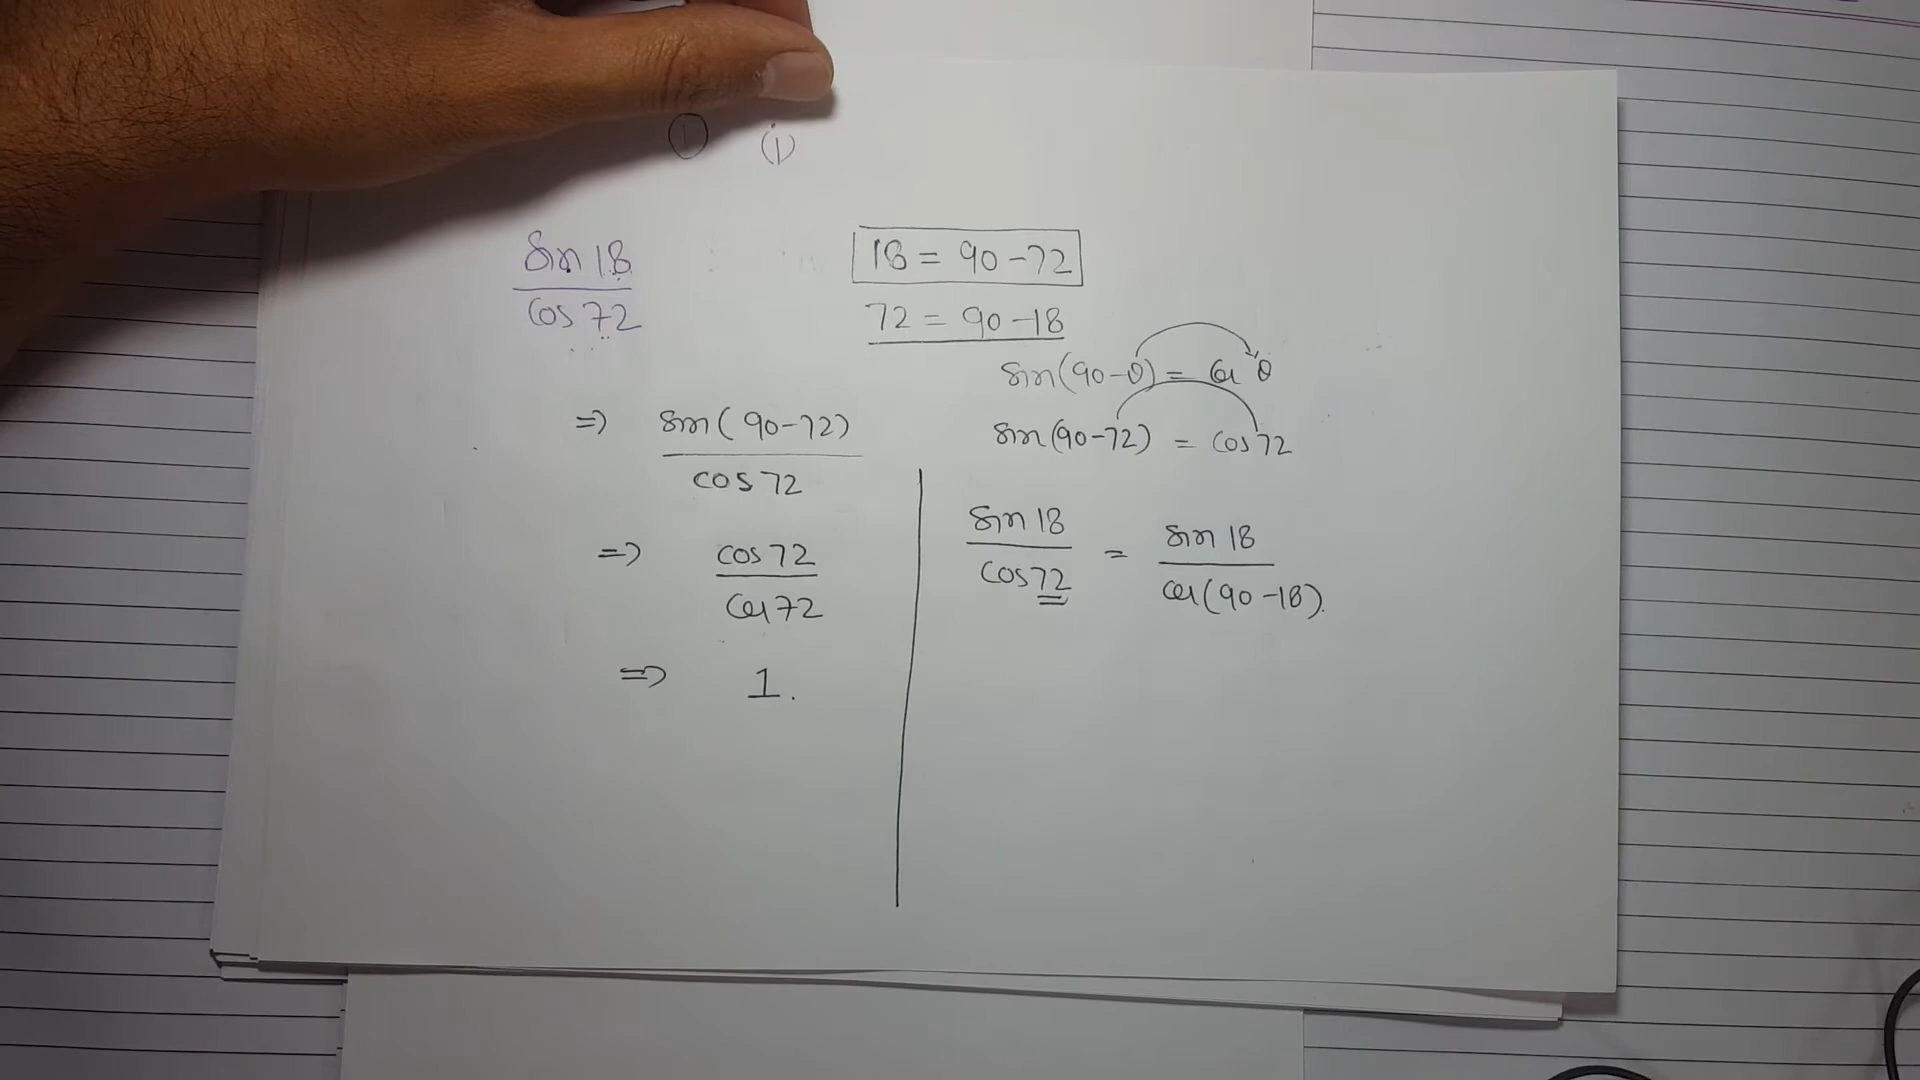 ① (i)
sin 18
cos 72
18 = 90 - 72
72 = 90 - 18
sin(90 - θ) = cos θ
sin(90 - 72) = cos 72
=> sin(90 - 72)
cos 72
=> cos 72
cos 72
=> 1.
sin 18 = sin 18
cos 72 cos(90 - 18).